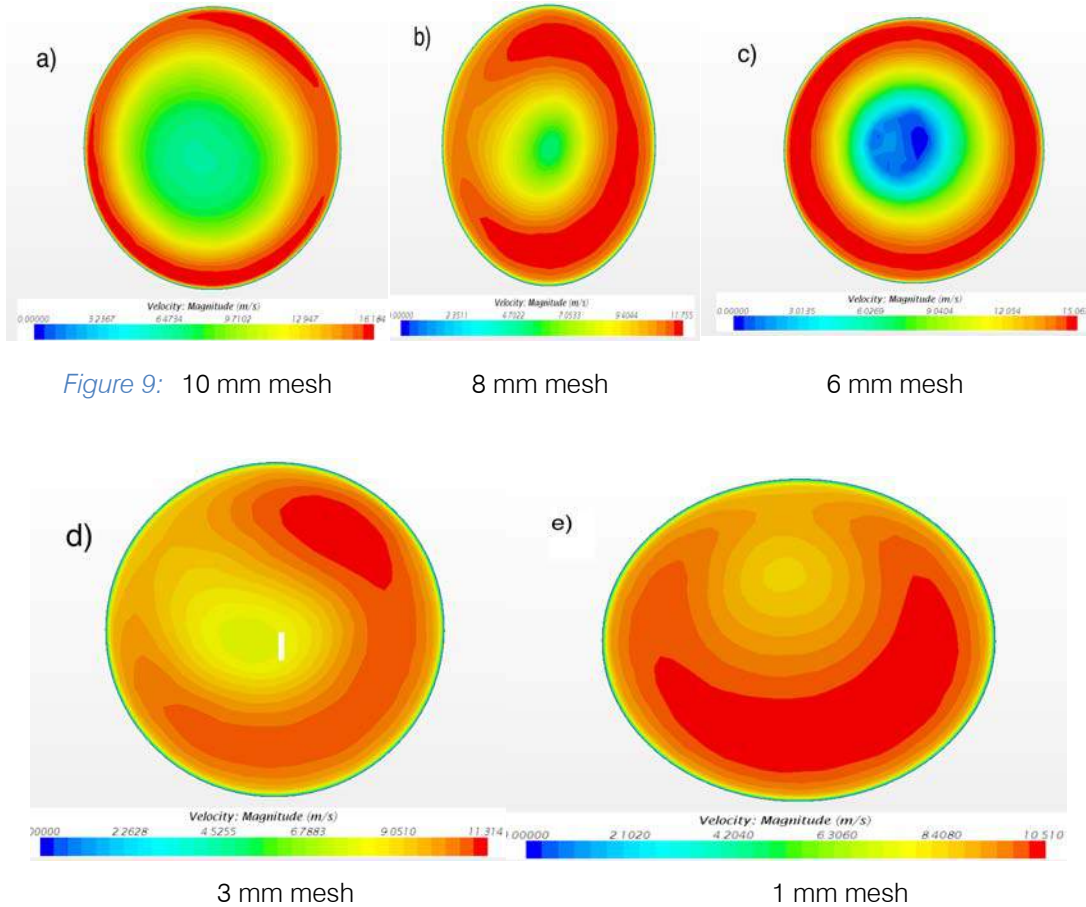 a)
b)
c)
Velocity: Magnitude (m/s)
0.00000 3.2367 6.4734 9.7102 12.947 16.184
Velocity: Magnitude (m/s)
.00000 2.3511 4.7022 7.0533 9.4044 11.755
Velocity: Magnitude (m/s)
0.00000 3.0135 6.0269 9.0404 12.054 15.06
Figure 9: 10 mm mesh 8 mm mesh 6 mm mesh
d)
e)
Velocity: Magnitude (m/s)
00000 2.2628 4.5255 6.7883 9.0510 11.314
Velocity: Magnitude (m/s)
0.00000 2.1020 4.2040 6.3060 8.4080 10.510
3 mm mesh 1 mm mesh